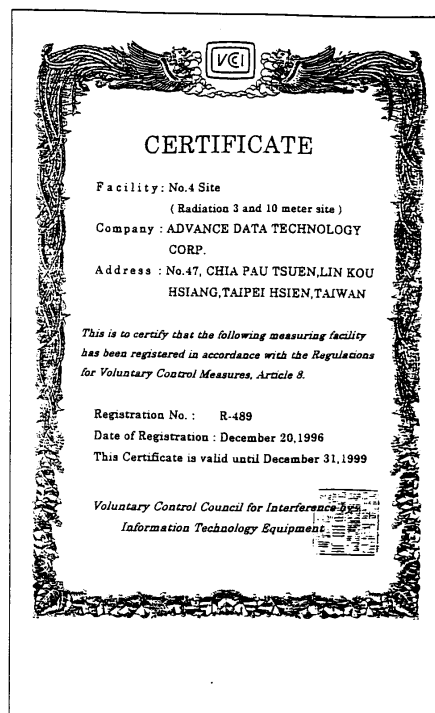 VCI
CERTIFICATE
Facility: No.4 Site
( Radiation 3 and 10 meter site )
Company : ADVANCE DATA TECHNOLOGY
CORP.
Address : No.47, CHIA PAU TSUEN,LIN KOU
HSIANG,TAIPEI HSIEN,TAIWAN
This is to certify that the following measuring facility
has been registered in accordance with the Regulations
for Voluntary Control Measures, Article 8.
Registration No. : R-489
Date of Registration : December 20,1996
This Certificate is valid until December 31,1999
Voluntary Control Council for Interference by
Information Technology Equipment